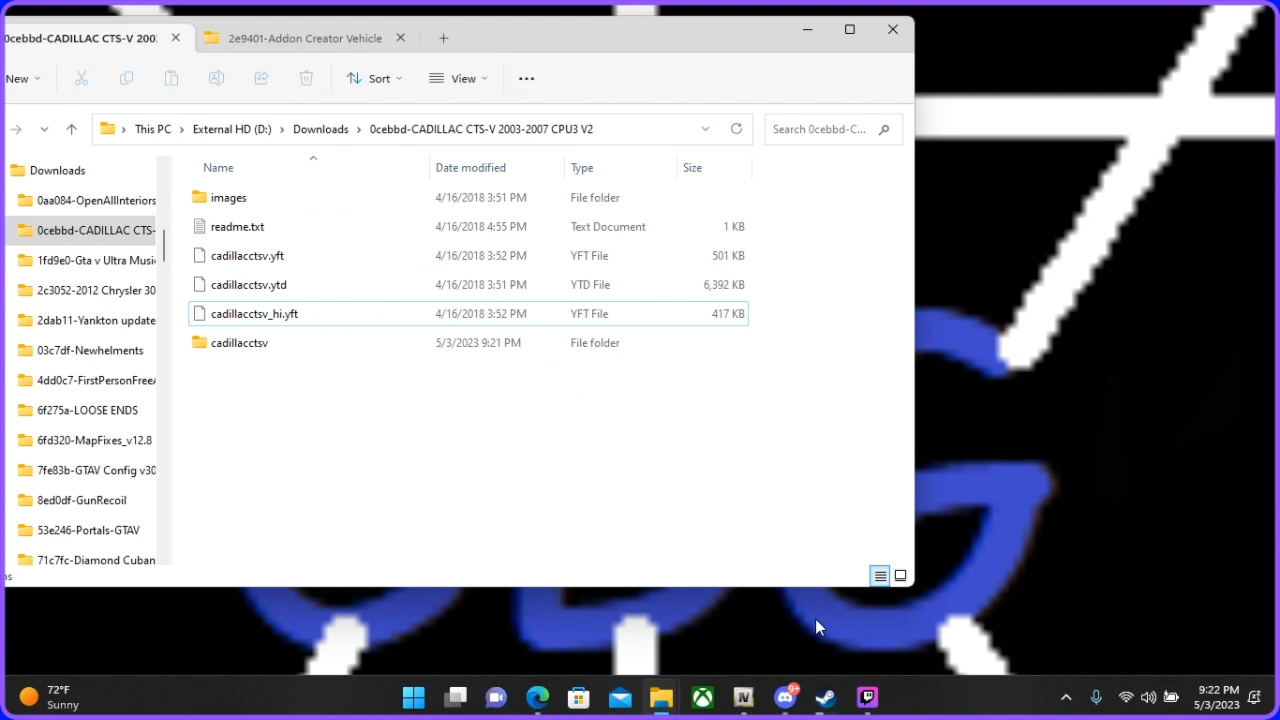 0cebbd-CADILLAC CTS-V 200:
2e9401-Addon Creator Vehicle
New
Sort
View
This PC
External HD (D:)
Downloads
0cebbd-CADILLAC CTS-V 2003-2007 CPU3 V2
Search 0cebbd-C...
Name
Date modified
Type
Size
Downloads
0aa084-OpenAllInteriors
0cebbd-CADILLAC CTS-
1fd9e0-Gta v Ultra Musi
2c3052-2012 Chrysler 30
2dab11-Yankton update
03c7df-Newhelments
4dd0c7-FirstPersonFree
6f275a-LOOSE ENDS
6fd320-MapFixes_v12.8
7fe83b-GTAV Config v30
8ed0df-GunRecoil
53e246-Portals-GTAV
71c7fc-Diamond Cuban
images 4/16/2018 3:51 PM File folder
readme.txt 4/16/2018 4:55 PM Text Document 1 KB
cadillacctsv.yft 4/16/2018 3:52 PM YFT File 501 KB
cadillacctsv.ytd 4/16/2018 3:51 PM YTD File 6,392 KB
cadillacctsv_hi.yft 4/16/2018 3:52 PM YFT File 417 KB
cadillacctsv 5/3/2023 9:21 PM File folder
72°F
Sunny
IV
9+
9:22 PM
5/3/2023